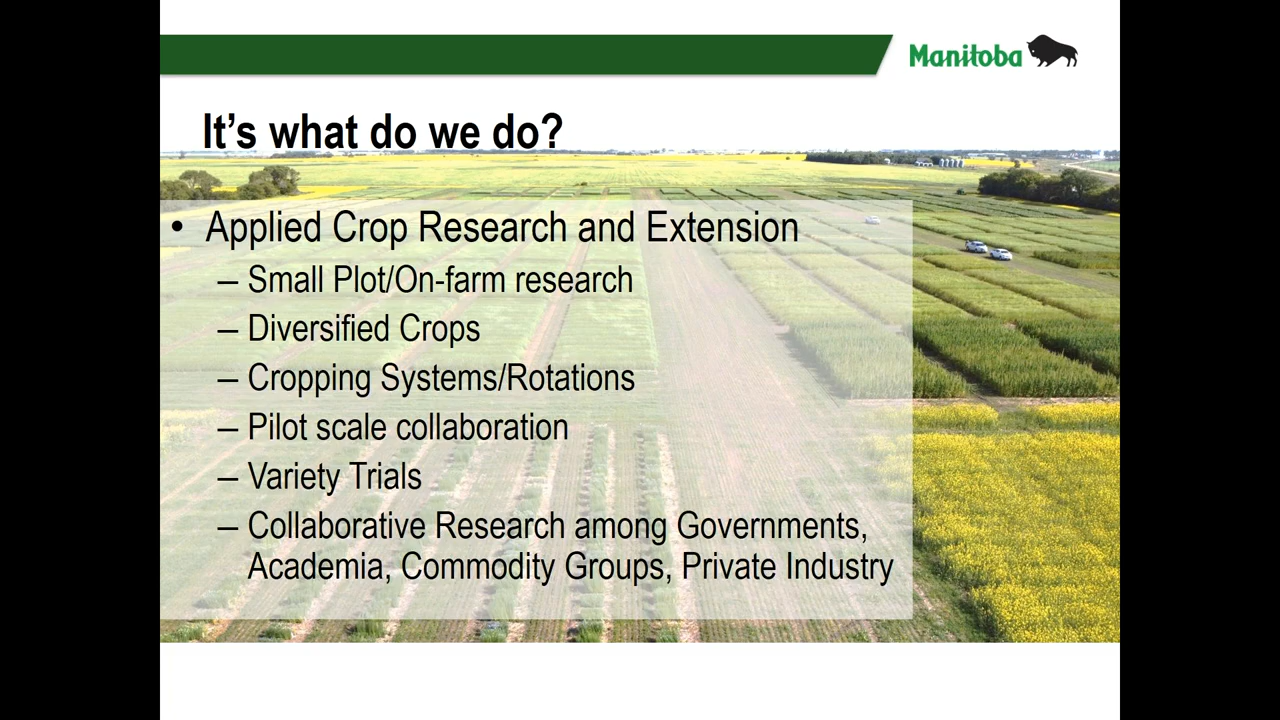 Manitoba
It's what do we do?
• Applied Crop Research and Extension
– Small Plot/On-farm research
– Diversified Crops
– Cropping Systems/Rotations
– Pilot scale collaboration
– Variety Trials
– Collaborative Research among Governments,
Academia, Commodity Groups, Private Industry